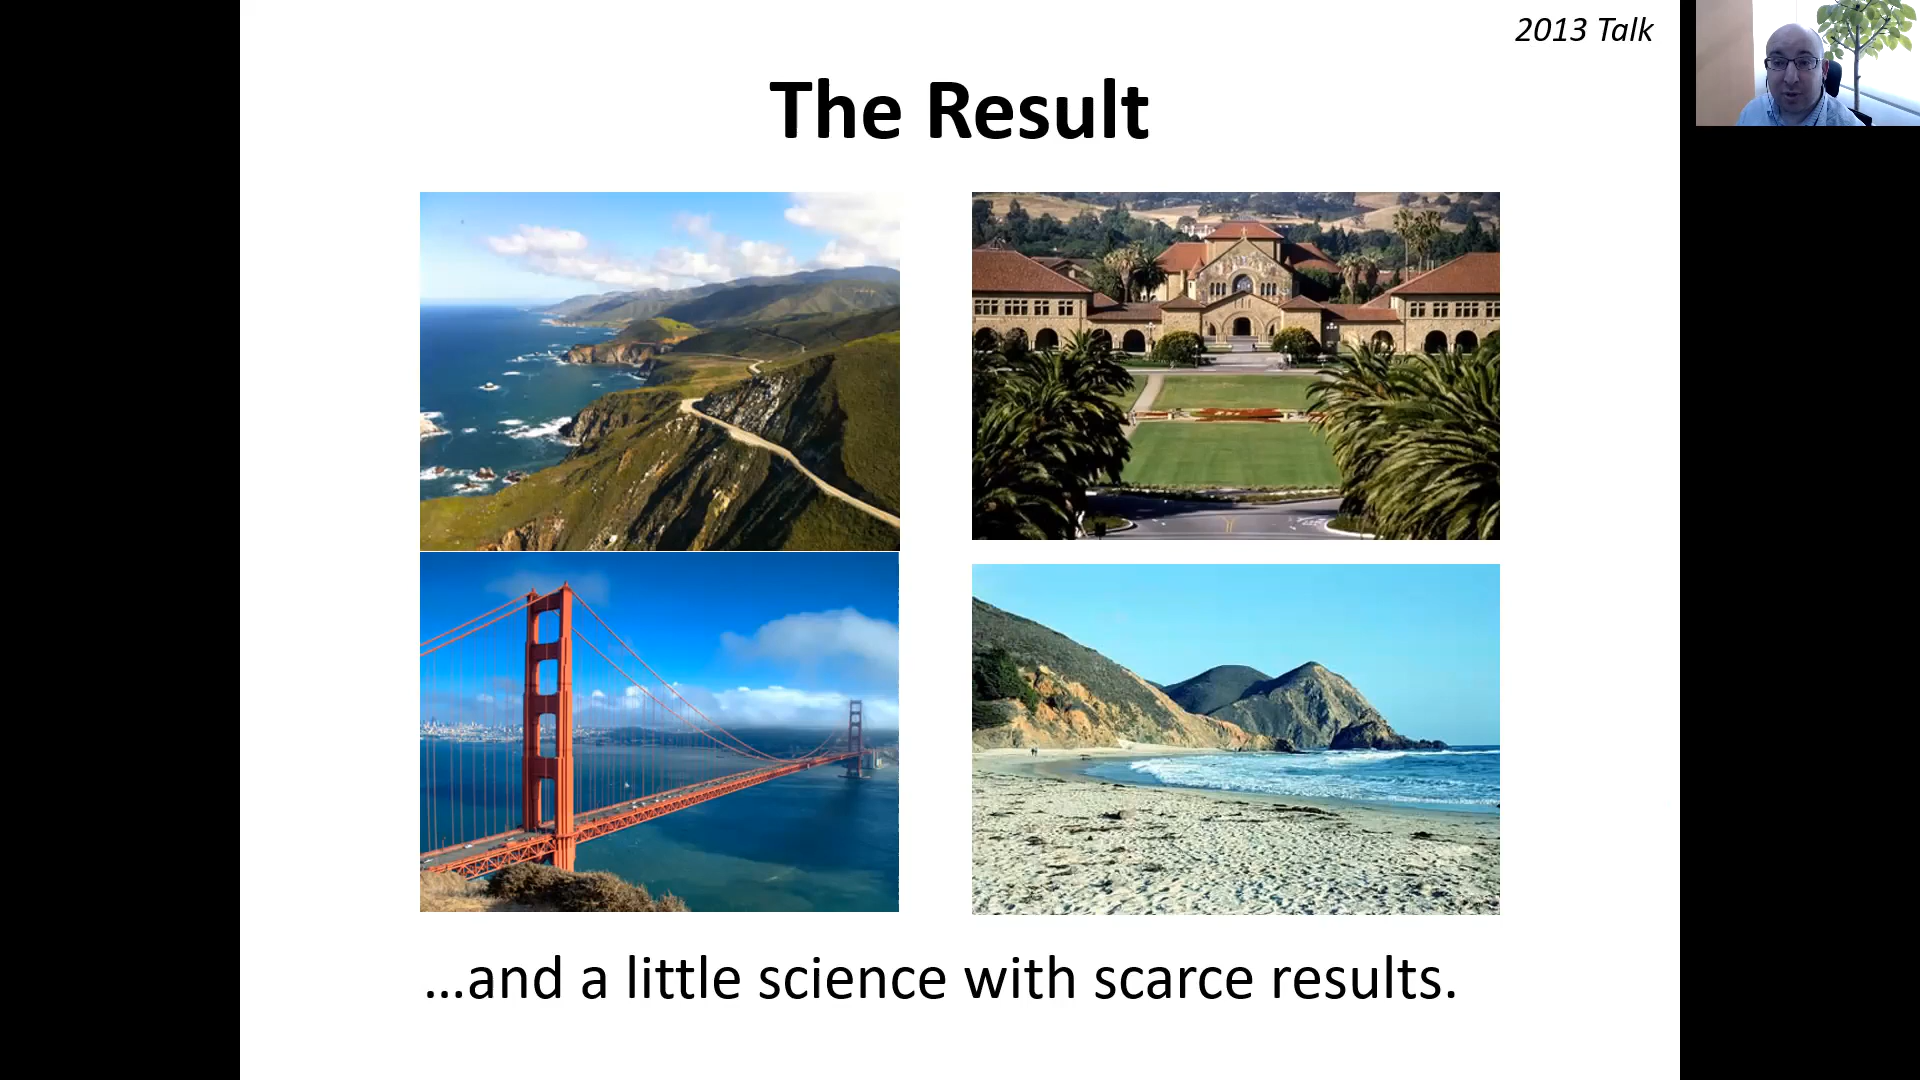 2013 Talk
The Result
...and a little science with scarce results.